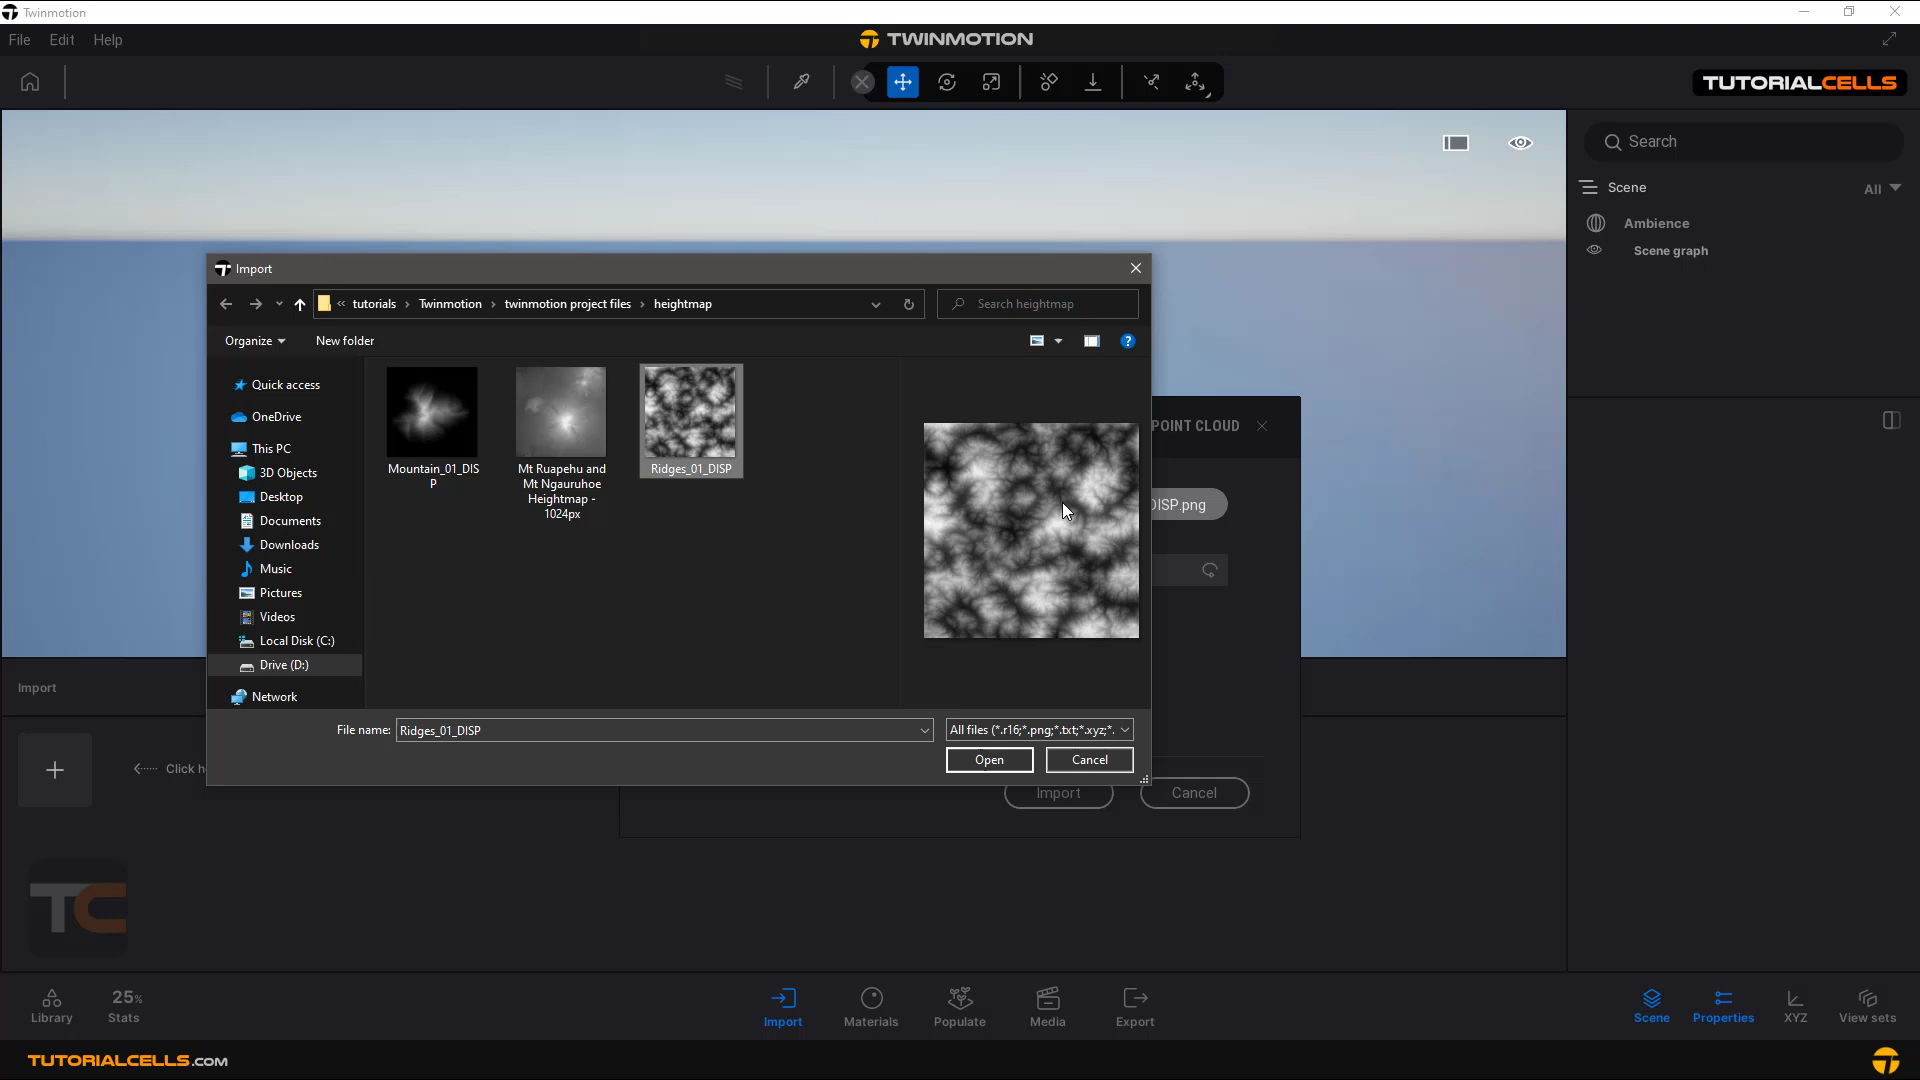 Twinmotion
File Edit Help
TWINMOTION
TUTORIALCELLS
Search
Scene
All
Ambience
Scene graph
Import
« tutorials › Twinmotion › twinmotion project files › heightmap
Search heightmap
Organize
New folder
Quick access
OneDrive
This PC
3D Objects
Desktop
Documents
Downloads
Music
Pictures
Videos
Local Disk (C:)
Drive (D:)
Network
Mountain_01_DIS
P
Mt Ruapehu and
Mt Ngauruhoe
Heightmap -
1024px
Ridges_01_DISP
POINT CLOUD
DISP.png
File name: Ridges_01_DISP
All files (*.r16;*.png;*.txt;*.xyz;*.
Open
Cancel
Import
Cancel
Import
Click h
TC
Library
25%
Stats
Import
Materials
Populate
Media
Export
Scene
Properties
XYZ
View sets
TUTORIALCELLS.COM